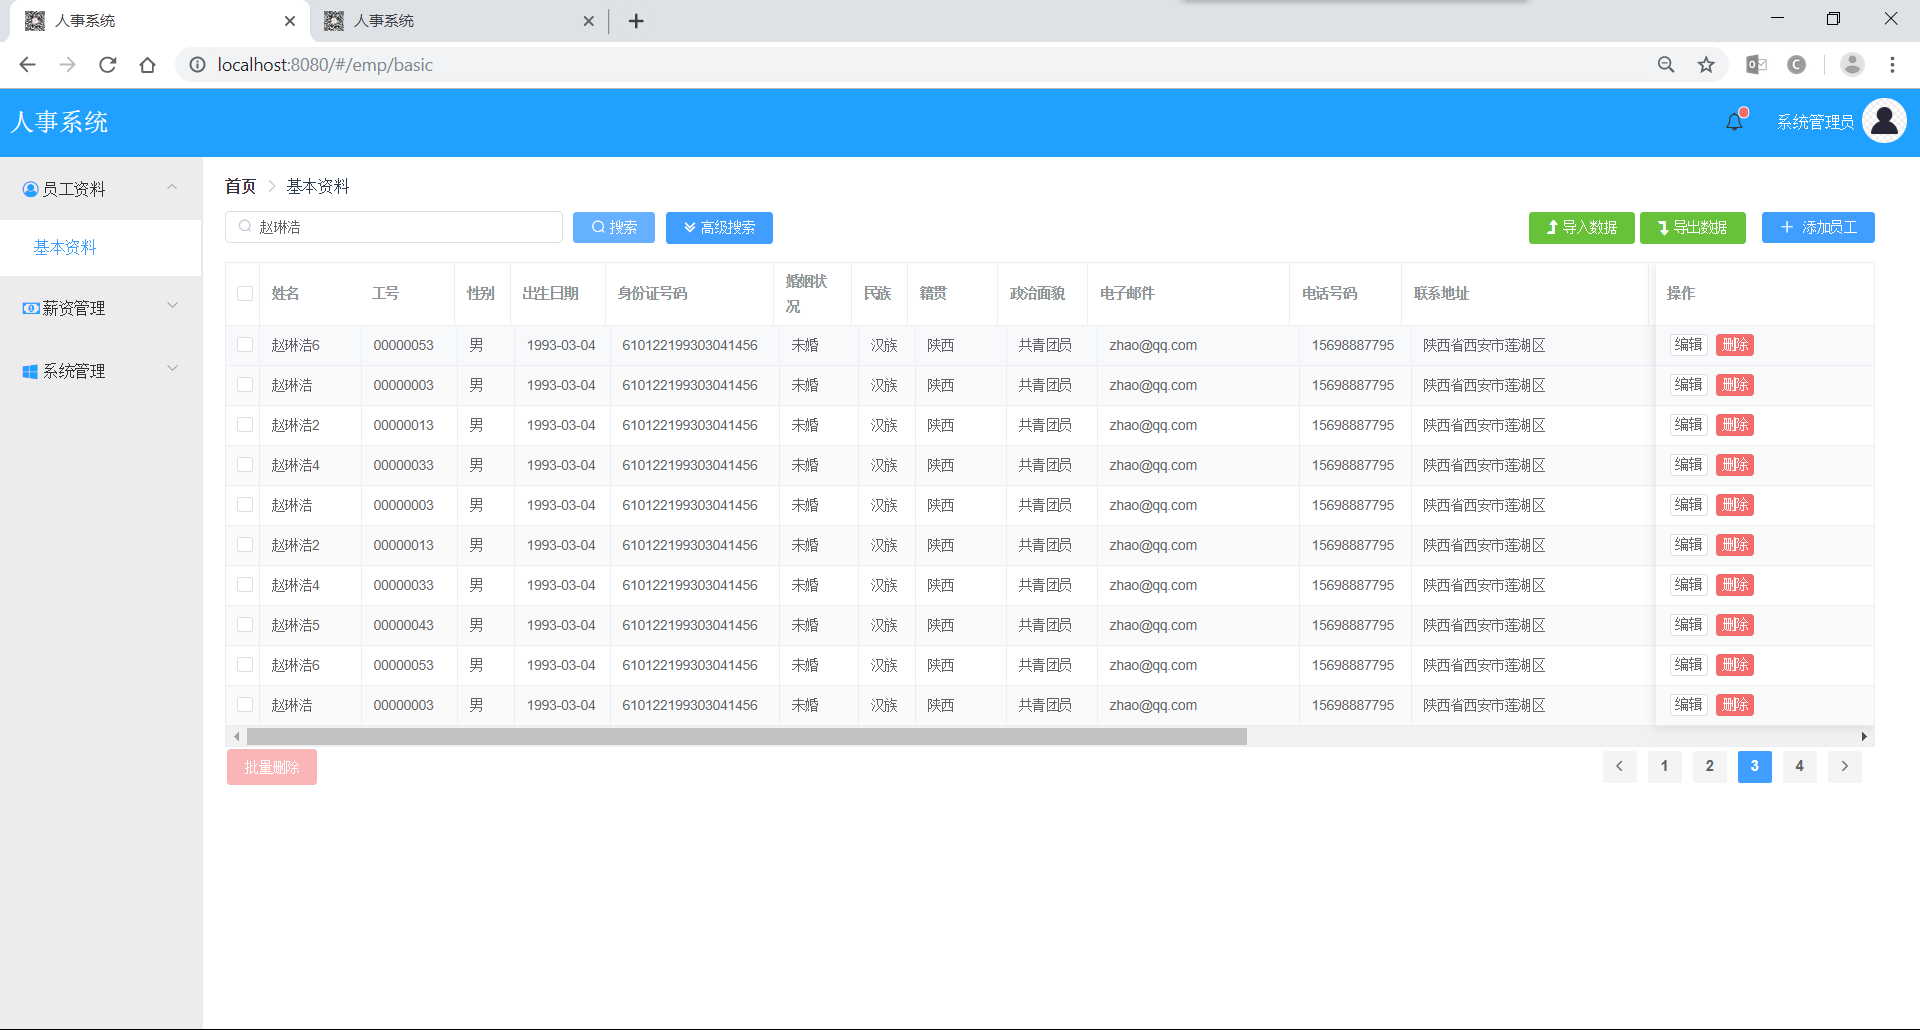 人事系统 人事系统
localhost:8080/#/emp/basic
人事系统 系统管理员
员工资料
基本资料
薪资管理
系统管理
首页 基本资料
赵琳浩 搜索 高级搜索 导入数据 导出数据 添加员工
姓名 工号 性别 出生日期 身份证号码 婚姻状况 民族 籍贯 政治面貌 电子邮件 电话号码 联系地址 操作
赵琳浩6 00000053 男 1993-03-04 610122199303041456 未婚 汉族 陕西 共青团员 zhao@qq.com 15698887795 陕西省西安市莲湖区 编辑 删除
赵琳浩 00000003 男 1993-03-04 610122199303041456 未婚 汉族 陕西 共青团员 zhao@qq.com 15698887795 陕西省西安市莲湖区 编辑 删除
赵琳浩2 00000013 男 1993-03-04 610122199303041456 未婚 汉族 陕西 共青团员 zhao@qq.com 15698887795 陕西省西安市莲湖区 编辑 删除
赵琳浩4 00000033 男 1993-03-04 610122199303041456 未婚 汉族 陕西 共青团员 zhao@qq.com 15698887795 陕西省西安市莲湖区 编辑 删除
赵琳浩 00000003 男 1993-03-04 610122199303041456 未婚 汉族 陕西 共青团员 zhao@qq.com 15698887795 陕西省西安市莲湖区 编辑 删除
赵琳浩2 00000013 男 1993-03-04 610122199303041456 未婚 汉族 陕西 共青团员 zhao@qq.com 15698887795 陕西省西安市莲湖区 编辑 删除
赵琳浩4 00000033 男 1993-03-04 610122199303041456 未婚 汉族 陕西 共青团员 zhao@qq.com 15698887795 陕西省西安市莲湖区 编辑 删除
赵琳浩5 00000043 男 1993-03-04 610122199303041456 未婚 汉族 陕西 共青团员 zhao@qq.com 15698887795 陕西省西安市莲湖区 编辑 删除
赵琳浩6 00000053 男 1993-03-04 610122199303041456 未婚 汉族 陕西 共青团员 zhao@qq.com 15698887795 陕西省西安市莲湖区 编辑 删除
赵琳浩 00000003 男 1993-03-04 610122199303041456 未婚 汉族 陕西 共青团员 zhao@qq.com 15698887795 陕西省西安市莲湖区 编辑 删除
批量删除 1 2 3 4